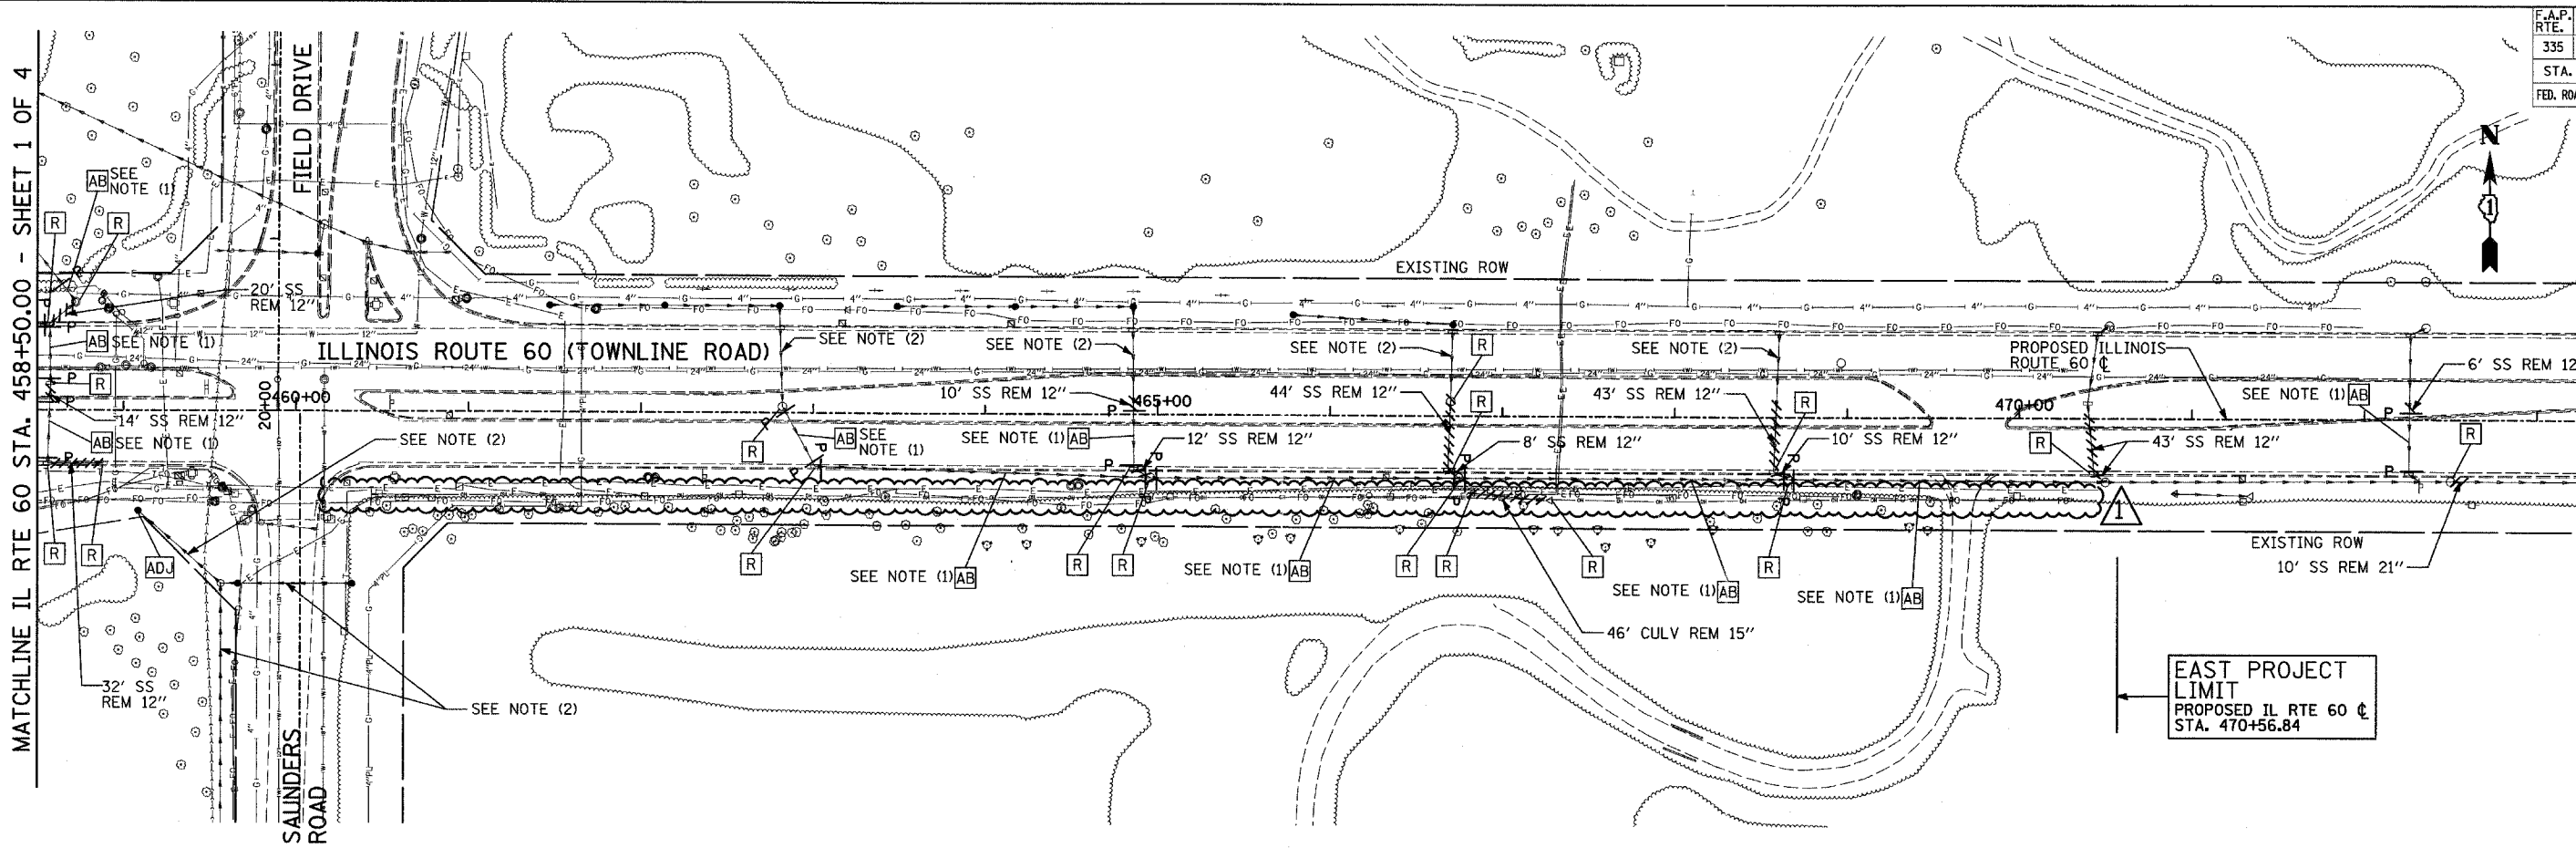 F.A.P.
RTE.
335
STA.
FED. ROA
MATCHLINE IL RTE 60 STA. 458+50.00 - SHEET 1 OF 4
FIELD DRIVE
N
1
AB SEE
NOTE (1)
R
R
EXISTING ROW
20' SS
REM 12"
AB SEE NOTE (1)
ILLINOIS ROUTE 60 (TOWNLINE ROAD)
SEE NOTE (2)
SEE NOTE (2)
SEE NOTE (2)
R
SEE NOTE (2)
PROPOSED ILLINOIS
ROUTE 60 ℄
6' SS REM 12
R
10' SS REM 12"
44' SS REM 12"
43' SS REM 12"
SEE NOTE (1) AB
20+00
460+00
465+00
470+00
R
R
14' SS REM 12"
AB SEE NOTE (1)
SEE NOTE (2)
R
AB SEE
NOTE (1)
SEE NOTE (1) AB
12' SS REM 12"
8' SS REM 12"
10' SS REM 12"
R
43' SS REM 12"
R
1
EXISTING ROW
10' SS REM 21"
R
R
ADJ
R
SEE NOTE (1) AB
R
R
SEE NOTE (1) AB
R
R
R
SEE NOTE (1) AB
R
SEE NOTE (1) AB
46' CULV REM 15"
32' SS
REM 12"
SEE NOTE (2)
SAUNDERS
ROAD
EAST PROJECT
LIMIT
PROPOSED IL RTE 60 ℄
STA. 470+56.84